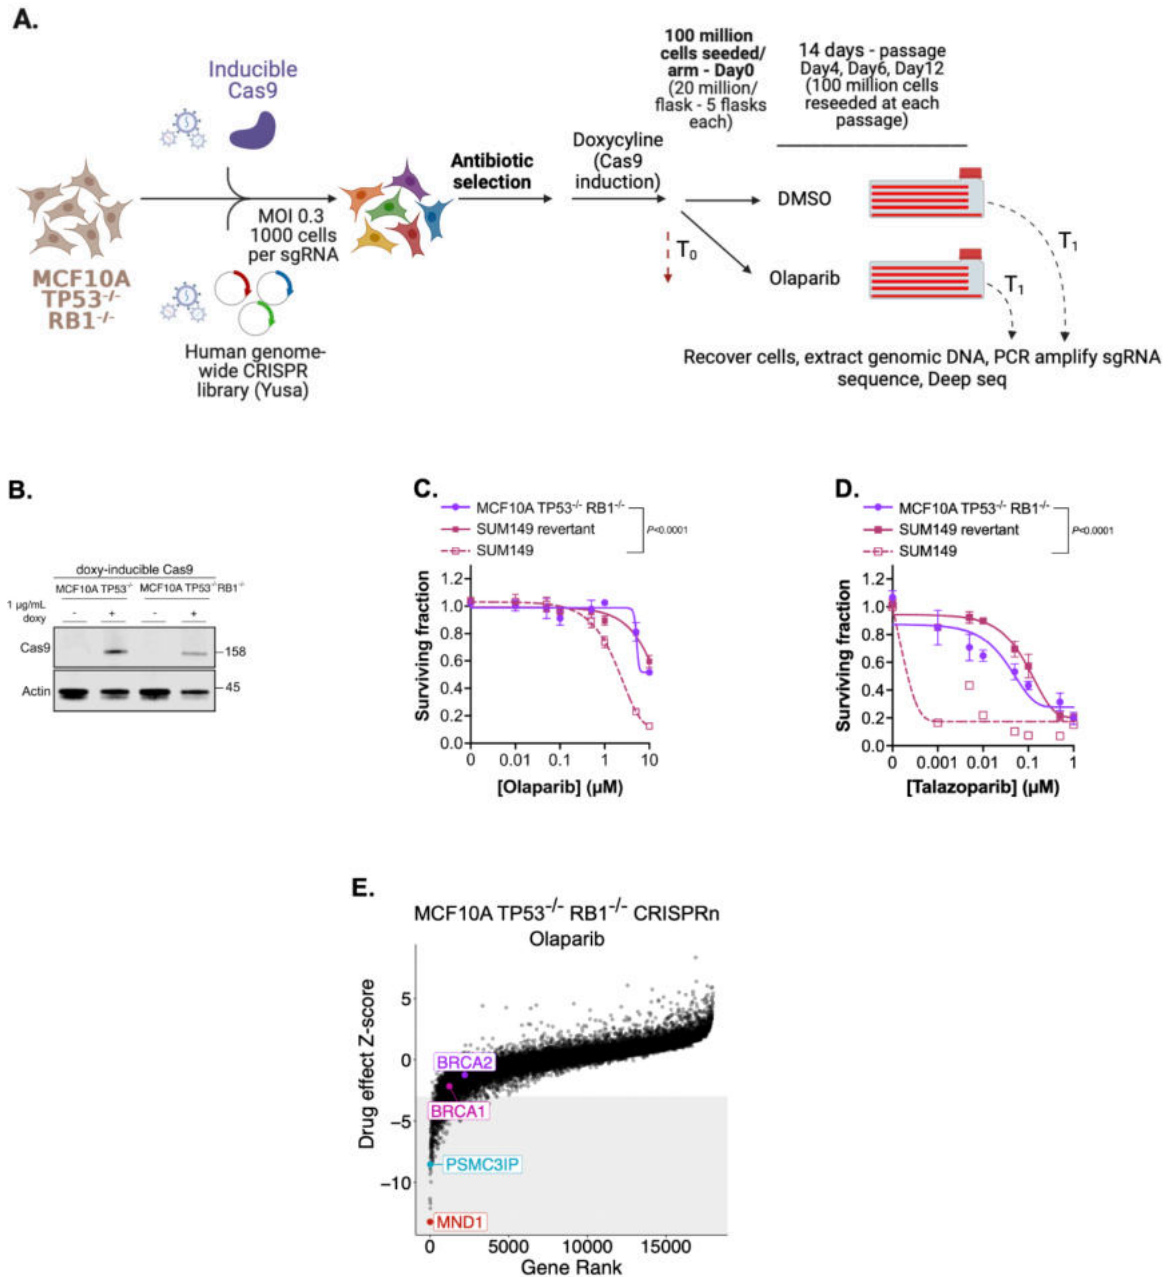 A.
Inducible
Cas9
MCF10A
TP53-/-
RB1-/-
MOI 0.3
1000 cells
per sgRNA
Human genome-
wide CRISPR
library (Yusa)
Antibiotic
selection
Doxycyline
(Cas9
induction)
T0
100 million
cells seeded/
arm - Day0
(20 million/
flask - 5 flasks
each)
14 days - passage
Day4, Day6, Day12
(100 million cells
reseeded at each
passage)
DMSO
Olaparib
T1
T1
Recover cells, extract genomic DNA, PCR amplify sgRNA
sequence, Deep seq
B.
doxy-inducible Cas9
MCF10A TP53-/- MCF10A TP53-/-RB1-/-
1 µg/mL
doxy
- + - +
Cas9
158
Actin
45
C.
MCF10A TP53-/- RB1-/-
SUM149 revertant
SUM149
P<0.0001
Surviving fraction
1.2
1.0
0.8
0.6
0.4
0.2
0.0
0 0.01 0.1 1 10
[Olaparib] (µM)
D.
MCF10A TP53-/- RB1-/-
SUM149 revertant
SUM149
P<0.0001
Surviving fraction
1.2
1.0
0.8
0.6
0.4
0.2
0.0
0 0.001 0.01 0.1 1
[Talazoparib] (µM)
E.
MCF10A TP53-/- RB1-/- CRISPRn
Olaparib
Drug effect Z-score
5
0
−5
−10
BRCA2
BRCA1
PSMC3IP
MND1
0 5000 10000 15000
Gene Rank